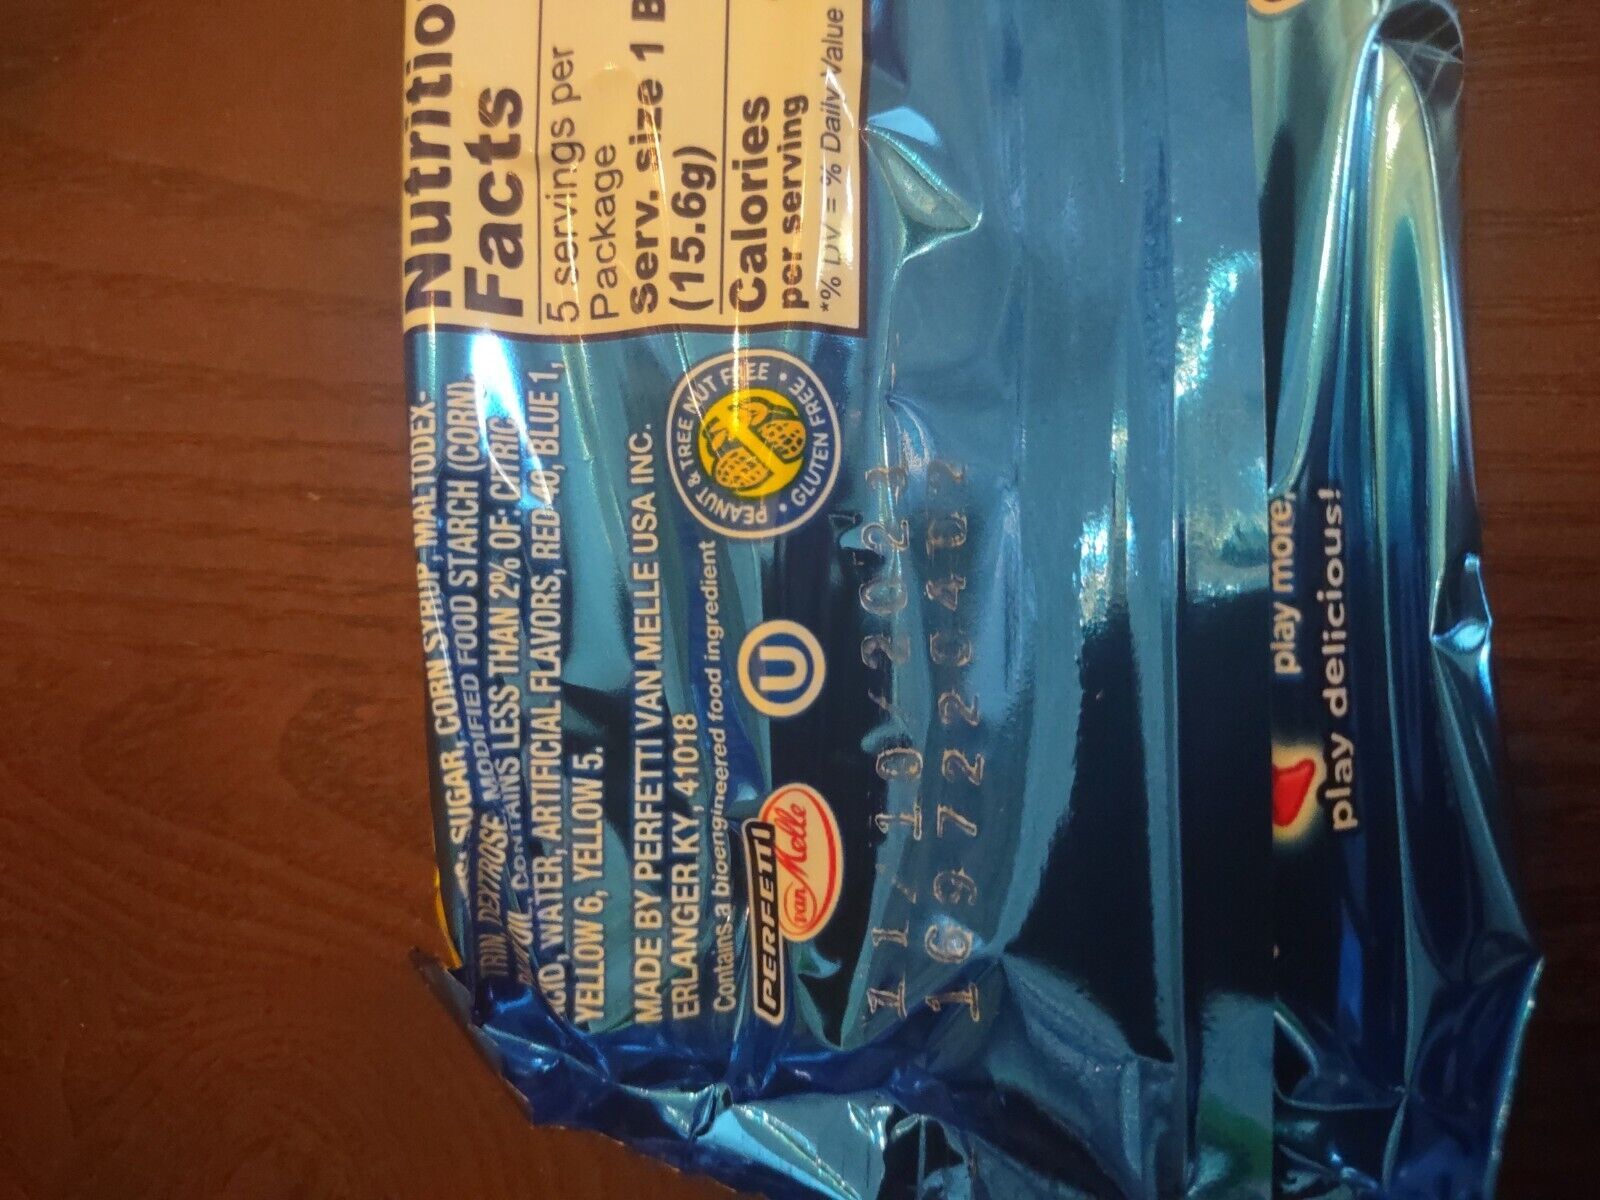 Nutritio
Facts
5 servings per
Package
Serv. size 1 B
(15.6g)
Calories
per serving
*% DV = % Daily Value
SUGAR, CORN SYRUP, MALTODEX-
TRIN, DEXTROSE, MODIFIED FOOD STARCH (CORN),
OIL, CONTAINS LESS THAN 2% OF: CITRIC
ACID, WATER, ARTIFICIAL FLAVORS, RED 40, BLUE 1,
YELLOW 6, YELLOW 5.
MADE BY PERFETTI VAN MELLE USA INC.
ERLANGER KY, 41018
Contains a bioengineered food ingredient
PEANUT & TREE NUT FREE • GLUTEN FREE •
U
PERFETTI
van Melle
11/10/2023
169722040
play more,
play delicious!